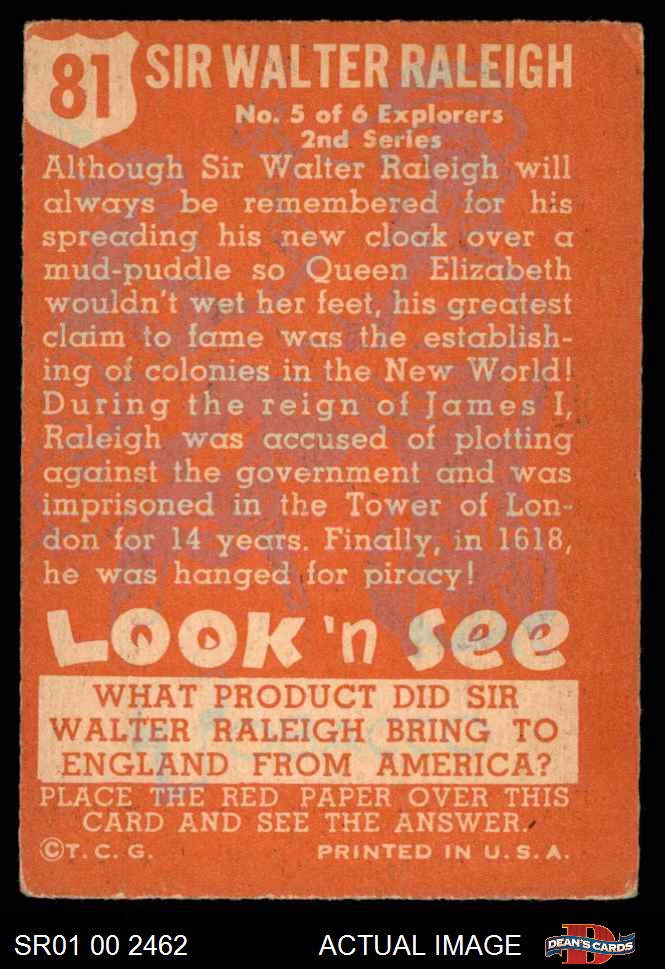 81
SIR WALTER RALEIGH
No. 5 of 6 Explorers
2nd Series
Although Sir Walter Raleigh will
always be remembered for his
spreading his new cloak over a
mud-puddle so Queen Elizabeth
wouldn't wet her feet, his greatest
claim to fame was the establish-
ing of colonies in the New World!
During the reign of James I,
Raleigh was accused of plotting
against the government and was
imprisoned in the Tower of Lon-
don for 14 years. Finally, in 1618,
he was hanged for piracy!
LOOK 'n SEE
WHAT PRODUCT DID SIR
WALTER RALEIGH BRING TO
ENGLAND FROM AMERICA?
PLACE THE RED PAPER OVER THIS
CARD AND SEE THE ANSWER.
©T. C. G. PRINTED IN U. S. A.
SR01 00 2462 ACTUAL IMAGE DEAN'S CARDS